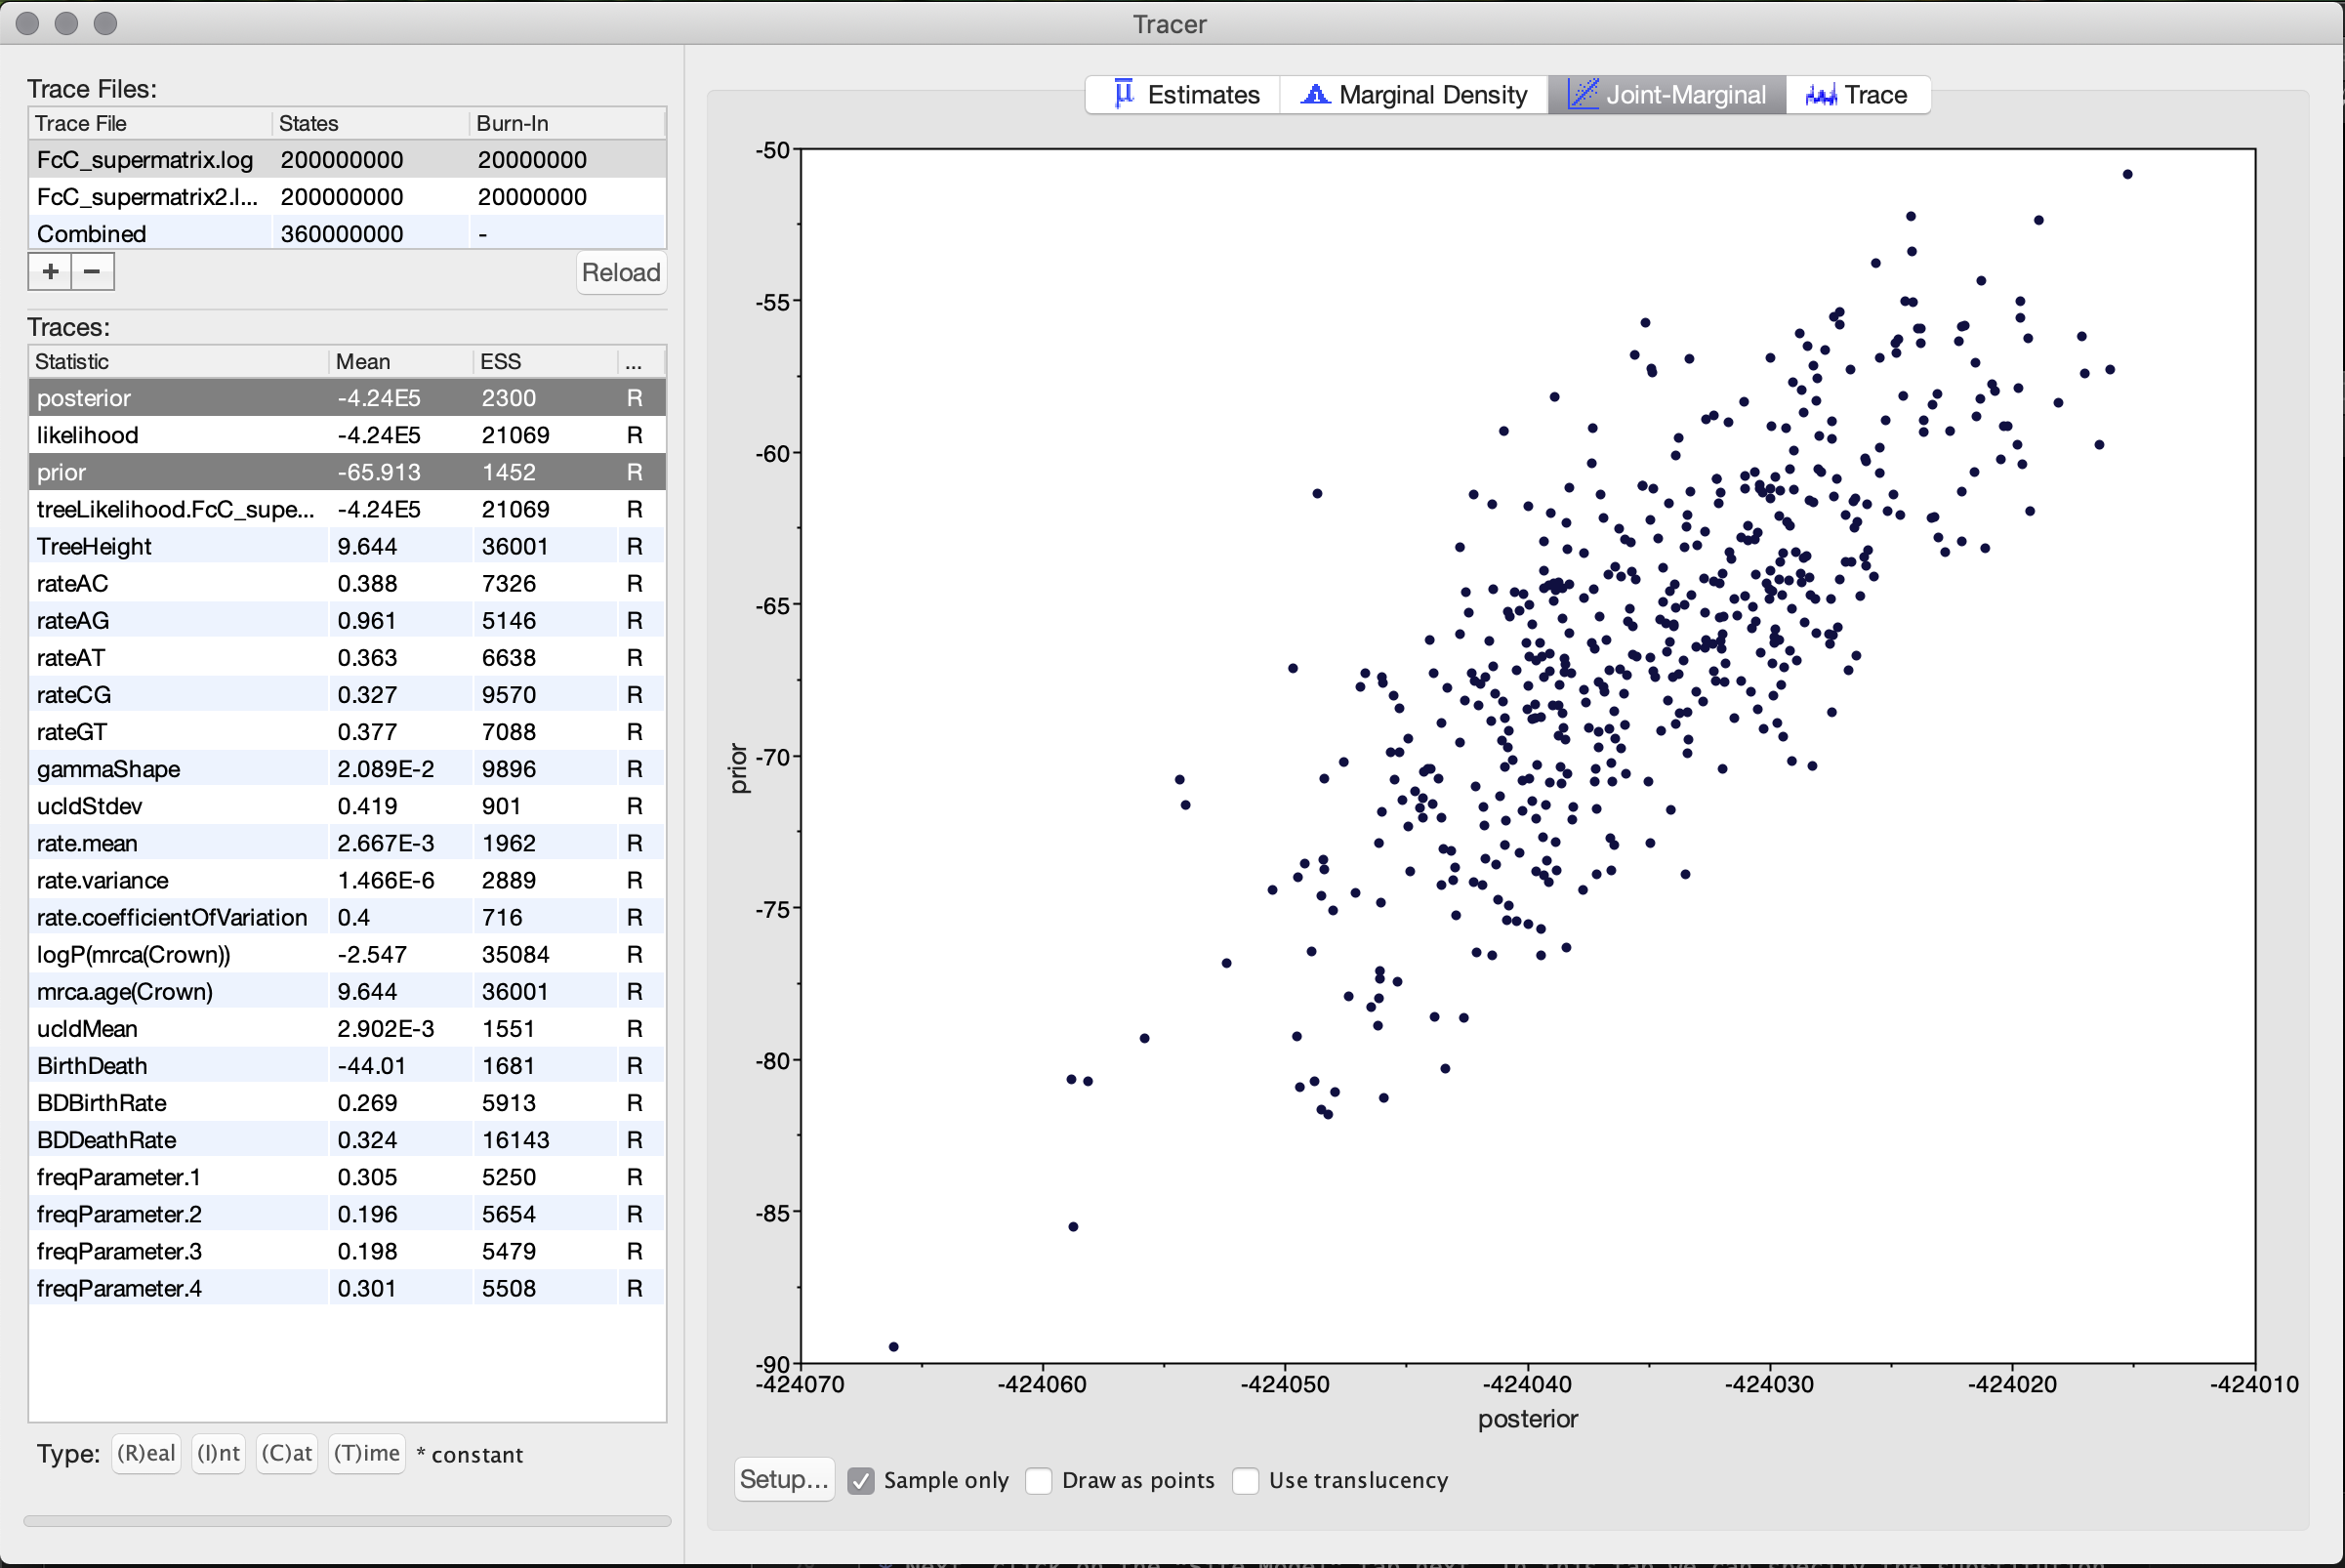 Tracer
Trace Files:
Trace File States Burn-In
FcC_supermatrix.log 200000000 20000000
FcC_supermatrix2.l... 200000000 20000000
Combined 360000000 -
+ − Reload
Traces:
Statistic Mean ESS ...
posterior -4.24E5 2300 R
likelihood -4.24E5 21069 R
prior -65.913 1452 R
treeLikelihood.FcC_supe... -4.24E5 21069 R
TreeHeight 9.644 36001 R
rateAC 0.388 7326 R
rateAG 0.961 5146 R
rateAT 0.363 6638 R
rateCG 0.327 9570 R
rateGT 0.377 7088 R
gammaShape 2.089E-2 9896 R
ucldStdev 0.419 901 R
rate.mean 2.667E-3 1962 R
rate.variance 1.466E-6 2889 R
rate.coefficientOfVariation 0.4 716 R
logP(mrca(Crown)) -2.547 35084 R
mrca.age(Crown) 9.644 36001 R
ucldMean 2.902E-3 1551 R
BirthDeath -44.01 1681 R
BDBirthRate 0.269 5913 R
BDDeathRate 0.324 16143 R
freqParameter.1 0.305 5250 R
freqParameter.2 0.196 5654 R
freqParameter.3 0.198 5479 R
freqParameter.4 0.301 5508 R
Type: (R)eal (I)nt (C)at (T)ime * constant
Estimates Marginal Density Joint-Marginal Trace
-50
-55
-60
-65
-70
-75
-80
-85
-90
prior
-424070 -424060 -424050 -424040 -424030 -424020 -424010
posterior
Setup... Sample only Draw as points Use translucency